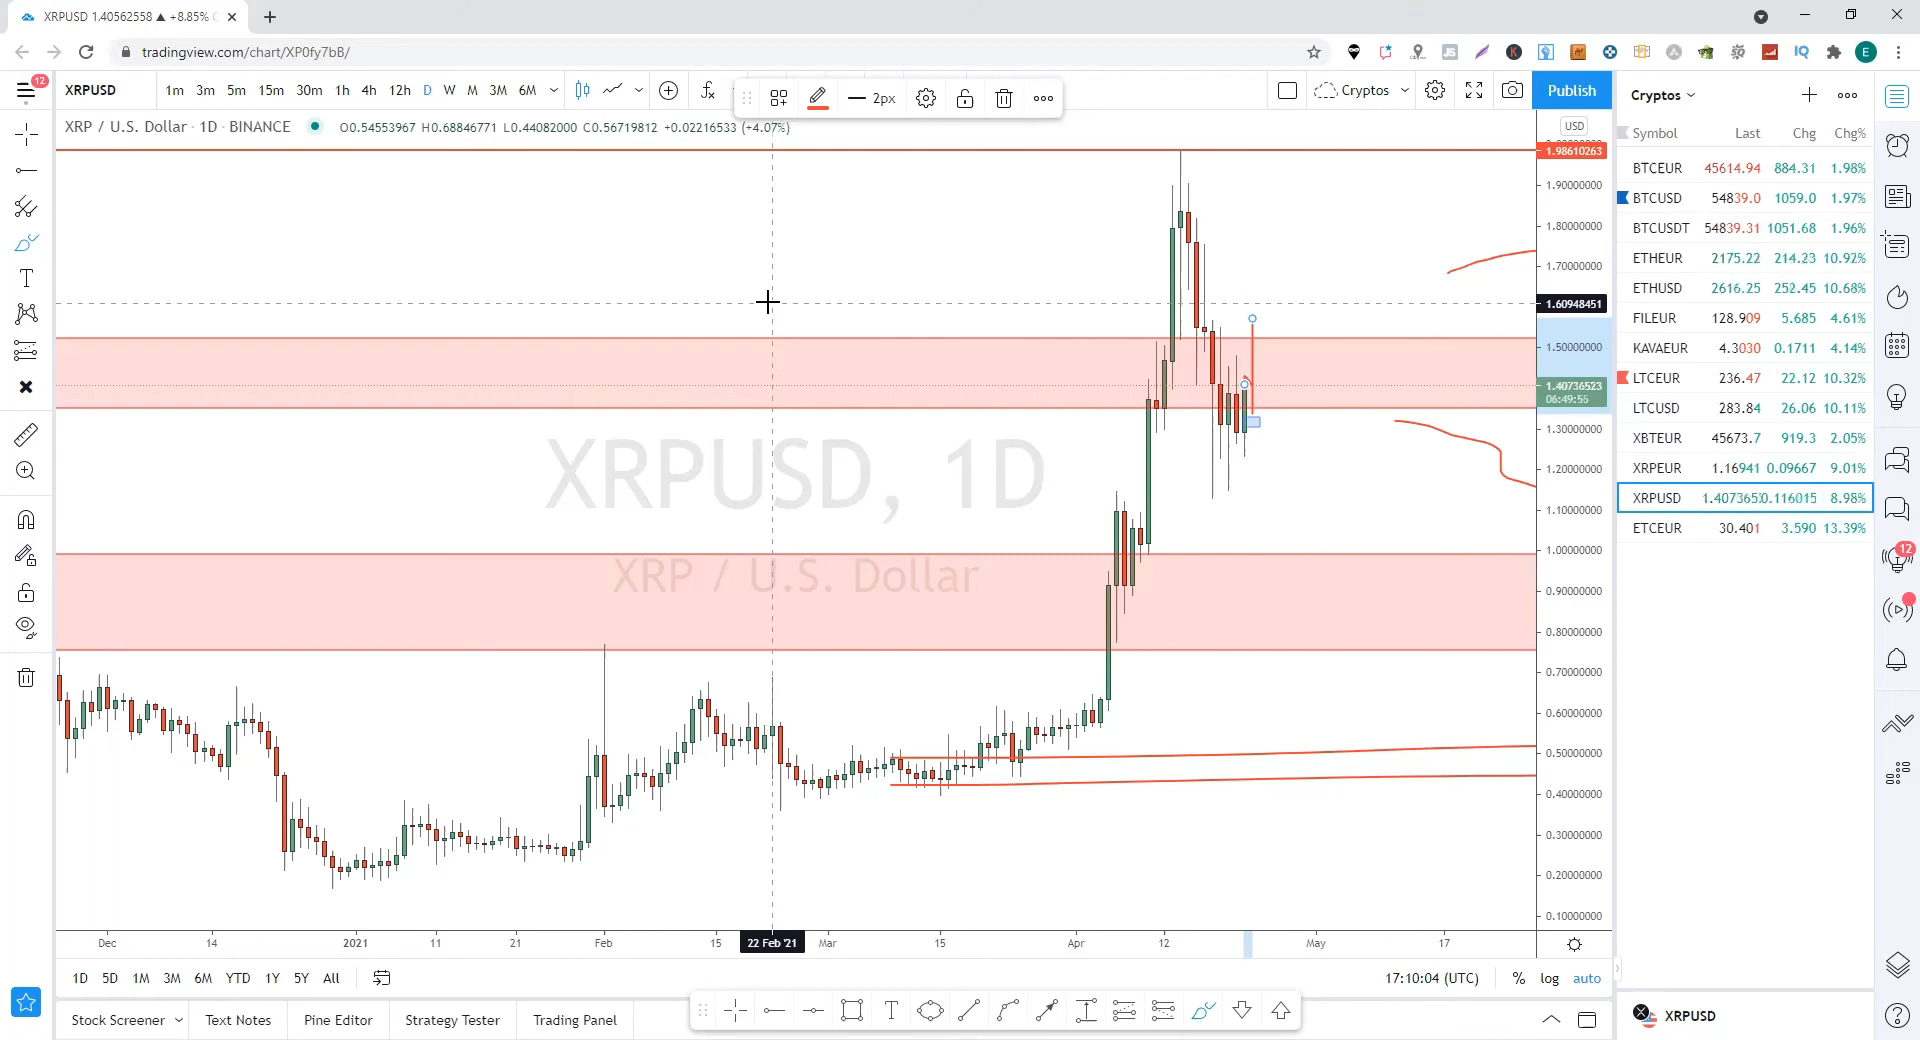 XRPUSD 1.40562558 ▲ +8.85%
tradingview.com/chart/XP0fy7bB/
12
XRPUSD 1m 3m 5m 15m 30m 1h 4h 12h D W M 3M 6M 2px Cryptos Publish
XRP / U.S. Dollar · 1D · BINANCE O0.54553967 H0.68846771 L0.44082000 C0.56719812 +0.02216533 (+4.07%)
USD
1.98610263
1.90000000
1.80000000
1.70000000
1.60948451
1.50000000
1.40736523
06:49:56
1.30000000
1.20000000
1.10000000
1.00000000
0.90000000
0.80000000
0.70000000
0.60000000
0.50000000
0.40000000
0.30000000
0.20000000
0.10000000
XRPUSD, 1D
XRP / U.S. Dollar
Dec 14 2021 11 21 Feb 15 22 Feb '21 Mar 15 Apr 12 May 17
1D 5D 1M 3M 6M YTD 1Y 5Y All 17:10:04 (UTC) % log auto
Stock Screener Text Notes Pine Editor Strategy Tester Trading Panel
Cryptos
Symbol Last Chg Chg%
BTCEUR 45614.94 884.31 1.98%
BTCUSD 54839.0 1059.0 1.97%
BTCUSDT 54839.31 1051.68 1.96%
ETHEUR 2175.22 214.23 10.92%
ETHUSD 2616.25 252.45 10.68%
FILEUR 128.909 5.685 4.61%
KAVAEUR 4.3030 0.1711 4.14%
LTCEUR 236.47 22.12 10.32%
LTCUSD 283.84 26.06 10.11%
XBTEUR 45673.7 919.3 2.05%
XRPEUR 1.16941 0.09667 9.01%
XRPUSD 1.407365 0.116015 8.98%
ETCEUR 30.401 3.590 13.39%
12
XRPUSD